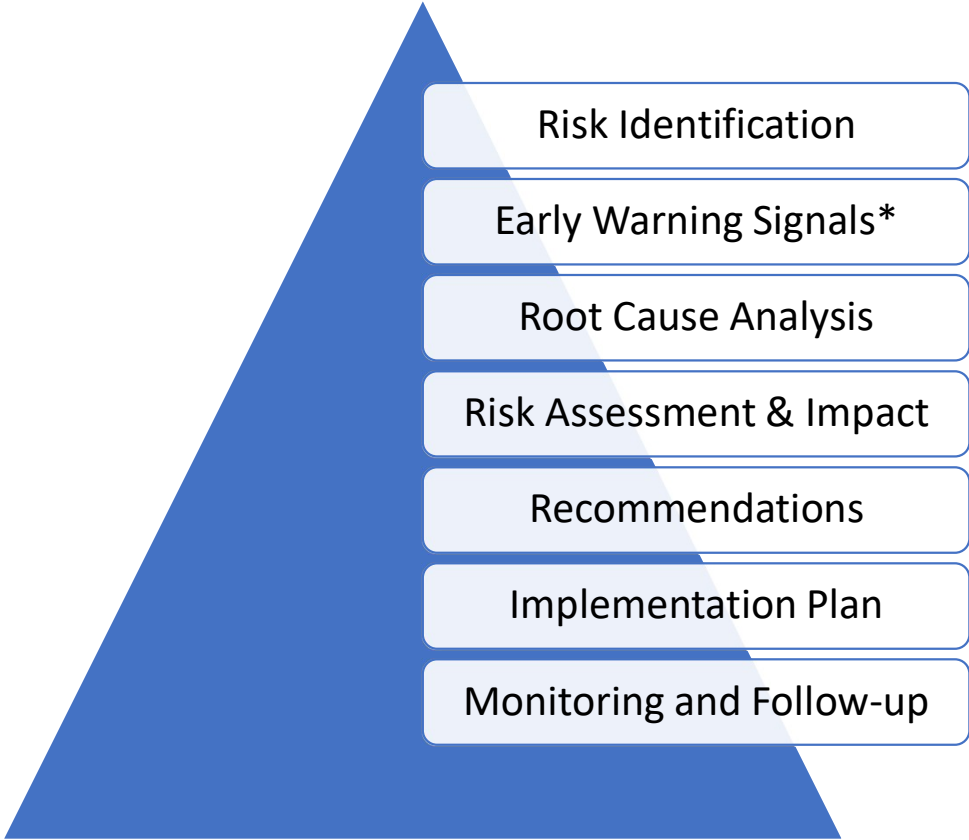 Risk Identification
Early Warning Signals*
Root Cause Analysis
Risk Assessment & Impact
Recommendations
Implementation Plan
Monitoring and Follow-up